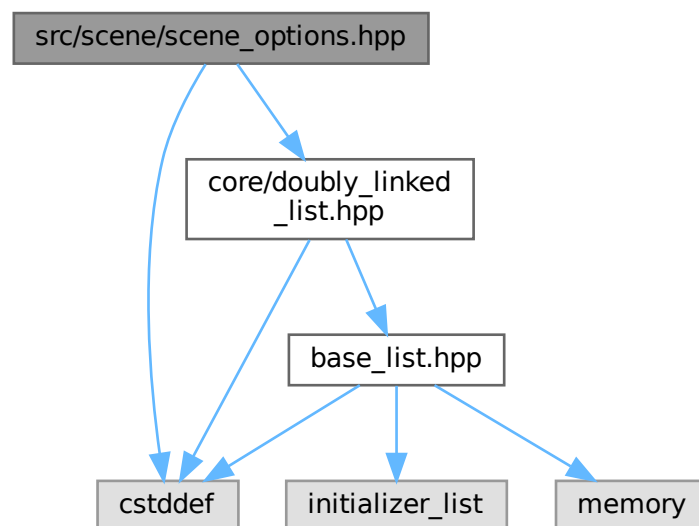 src/scene/scene_options.hpp
core/doubly_linked
_list.hpp
base_list.hpp
cstddef
initializer_list
memory